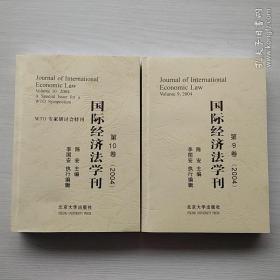 Journal of International
Economic Law
Volume 10, 2004
A Special Issue for a
WTO Symposium
WTO专家研讨会特刊
国际经济法学刊
第10卷(2004)
陈安 主编
李国安 执行编辑
北京大学出版社
PEKING UNIVERSITY PRESS
Journal of International
Economic Law
Volume 9, 2004
国际经济法学刊
第9卷(2004)
陈安 主编
李国安 执行编辑
北京大学出版社
PEKING UNIVERSITY PRESS